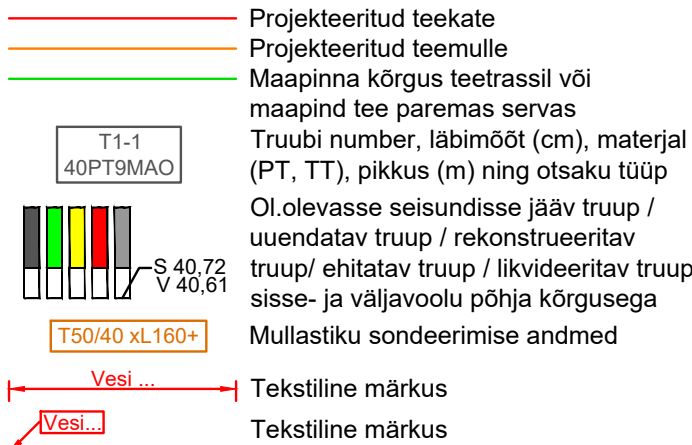 Projekteeritud teekate
Projekteeritud teemulle
Maapinna kõrgus teetrassil või
maapind tee paremas servas
T1-1
40PT9MAO
Truubi number, läbimõõt (cm), materjal
(PT, TT), pikkus (m) ning otsaku tüüp
S 40,72
V 40,61
Ol.olevasse seisundisse jääv truup /
uuendatav truup / rekonstrueeritav
truup/ ehitatav truup / likvideeritav truup
sisse- ja väljavoolu põhja kõrgusega
T50/40 xL160+
Mullastiku sondeerimise andmed
Vesi ...
Tekstiline märkus
Vesi...
Tekstiline märkus